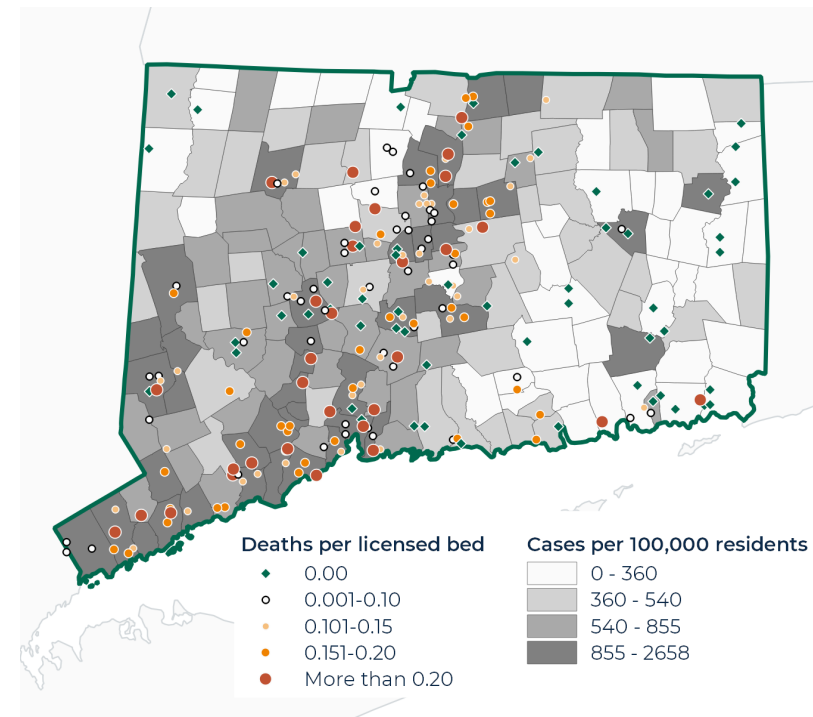 Deaths per licensed bed
0.00
0.001-0.10
0.101-0.15
0.151-0.20
More than 0.20
Cases per 100,000 residents
0 - 360
360 - 540
540 - 855
855 - 2658